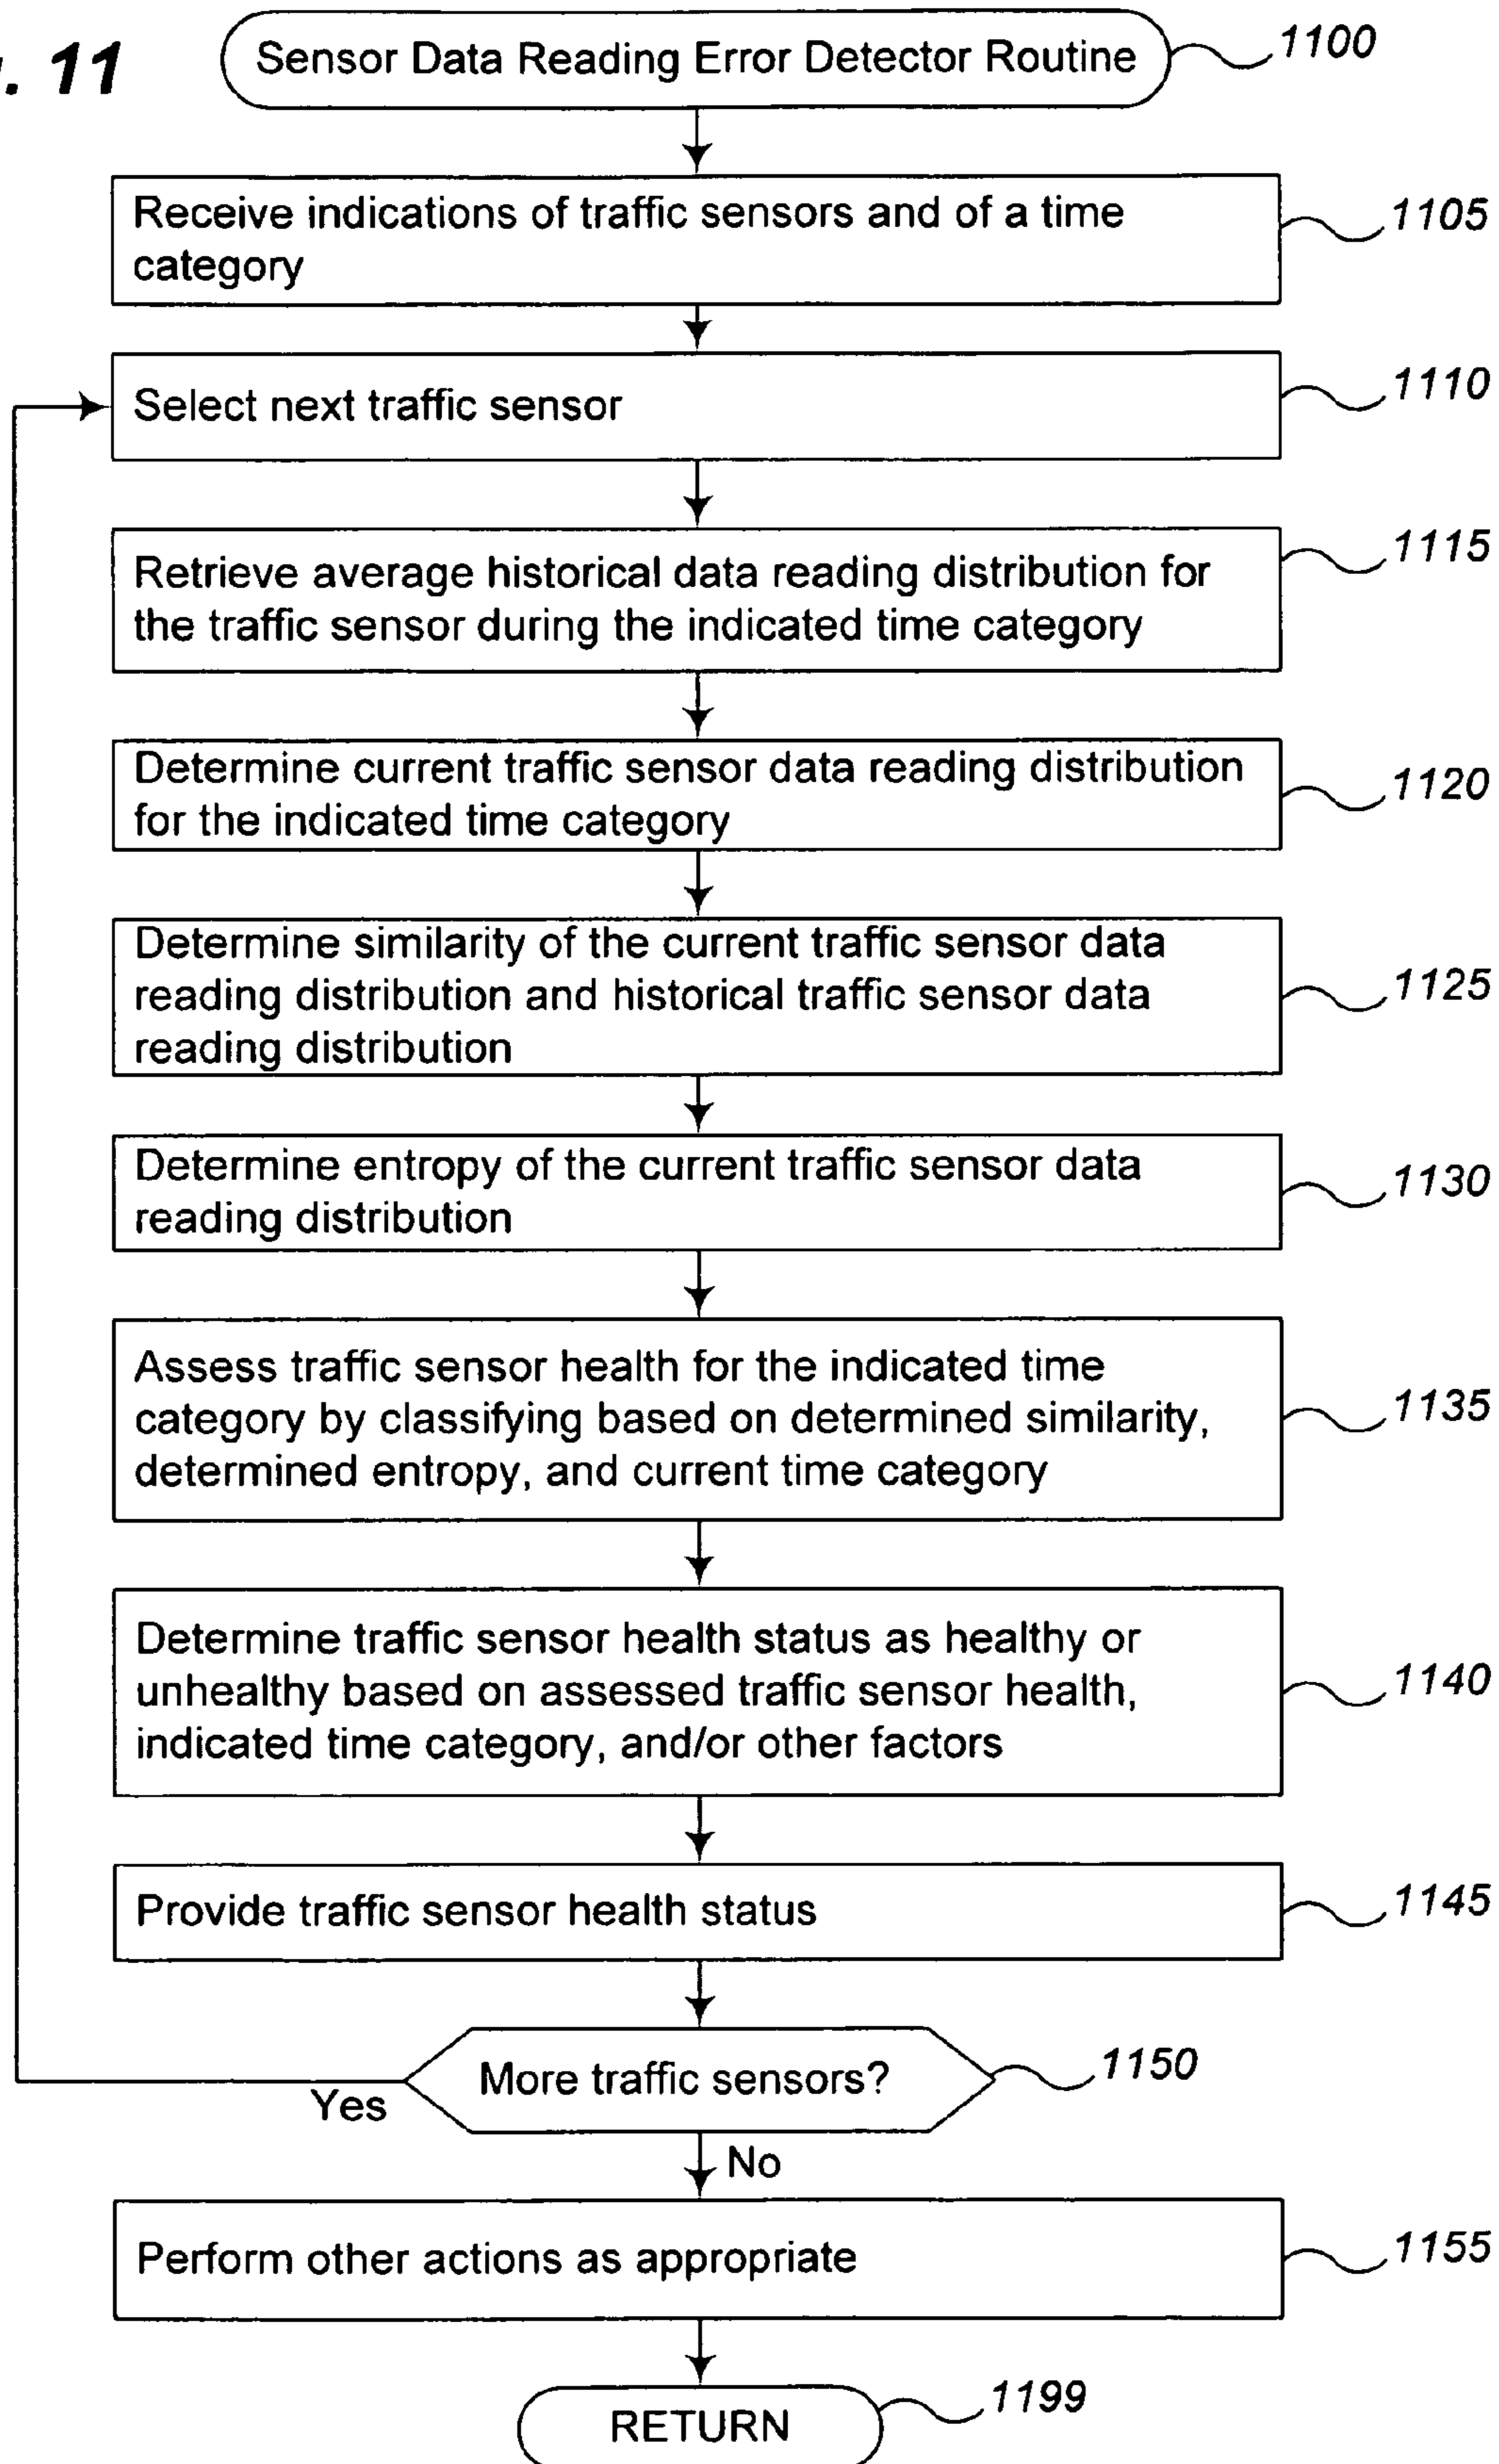 . 11
Sensor Data Reading Error Detector Routine
1100
Receive indications of traffic sensors and of a time
category
1105
Select next traffic sensor
1110
Retrieve average historical data reading distribution for
the traffic sensor during the indicated time category
1115
Determine current traffic sensor data reading distribution
for the indicated time category
1120
Determine similarity of the current traffic sensor data
reading distribution and historical traffic sensor data
reading distribution
1125
Determine entropy of the current traffic sensor data
reading distribution
1130
Assess traffic sensor health for the indicated time
category by classifying based on determined similarity,
determined entropy, and current time category
1135
Determine traffic sensor health status as healthy or
unhealthy based on assessed traffic sensor health,
indicated time category, and/or other factors
1140
Provide traffic sensor health status
1145
More traffic sensors?
1150
Yes
No
Perform other actions as appropriate
1155
RETURN
1199